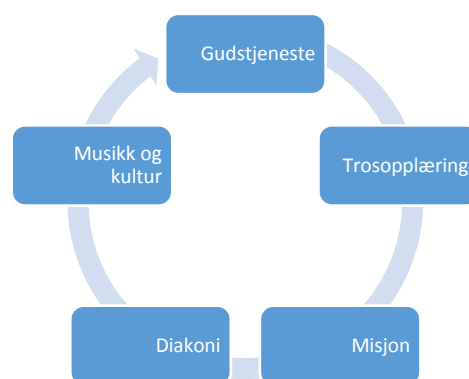 Gudstjeneste
Trosopplæring
Misjon
Diakoni
Musikk og
kultur